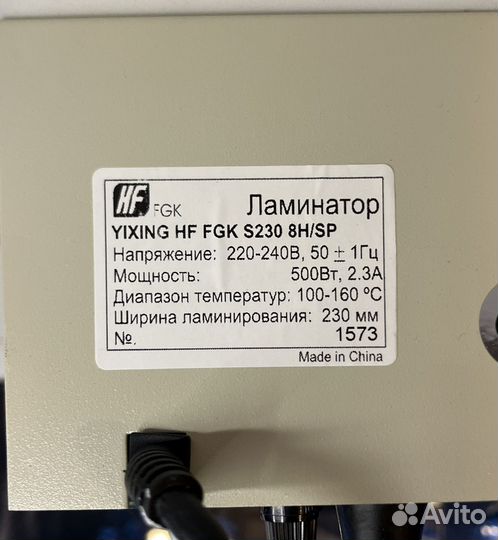 HF FGK Ламинатор
YIXING HF FGK S230 8H/SP
Напряжение: 220-240В, 50 ± 1Гц
Мощность: 500Вт, 2.3А
Диапазон температур: 100-160 ºС
Ширина ламинирования: 230 мм
№. 1573
Made in China
Avito